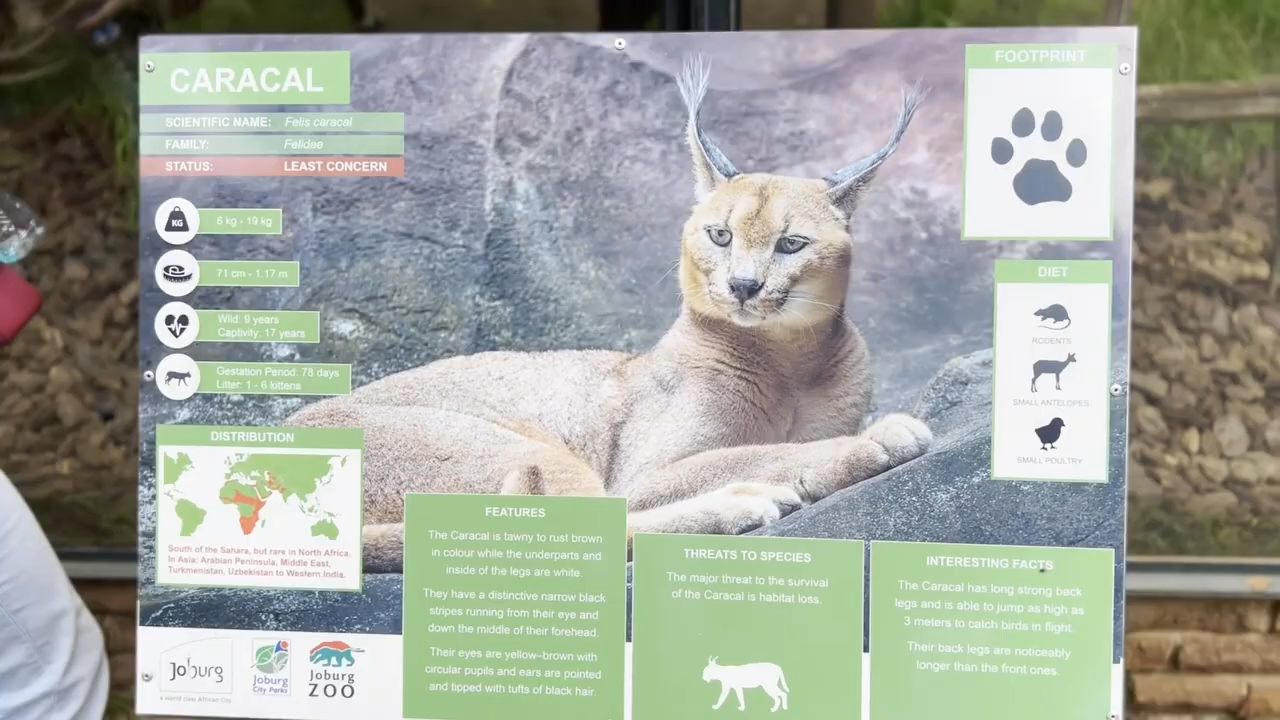 CARACAL
SCIENTIFIC NAME: Felis caracal
FAMILY: Felidae
STATUS: LEAST CONCERN
KG
6 kg - 19 kg
71 cm - 1.17 m
Wild: 9 years
Captivity: 17 years
Gestation Period: 78 days
Litter: 1 - 6 kittens
DISTRIBUTION
South of the Sahara, but rare in North Africa.
In Asia: Arabian Peninsula, Middle East,
Turkmenistan, Uzbekistan to Western India.
Joburg
a world class African City
Joburg
City Parks
Joburg
ZOO
FEATURES
The Caracal is tawny to rust brown
in colour while the underparts and
inside of the legs are white.
They have a distinctive narrow black
stripes running from their eye and
down the middle of their forehead.
Their eyes are yellow–brown with
circular pupils and ears are pointed
and tipped with tufts of black hair.
THREATS TO SPECIES
The major threat to the survival
of the Caracal is habitat loss.
INTERESTING FACTS
The Caracal has long strong back
legs and is able to jump as high as
3 meters to catch birds in flight.
Their back legs are noticeably
longer than the front ones.
FOOTPRINT
DIET
RODENTS
SMALL ANTELOPES
SMALL POULTRY